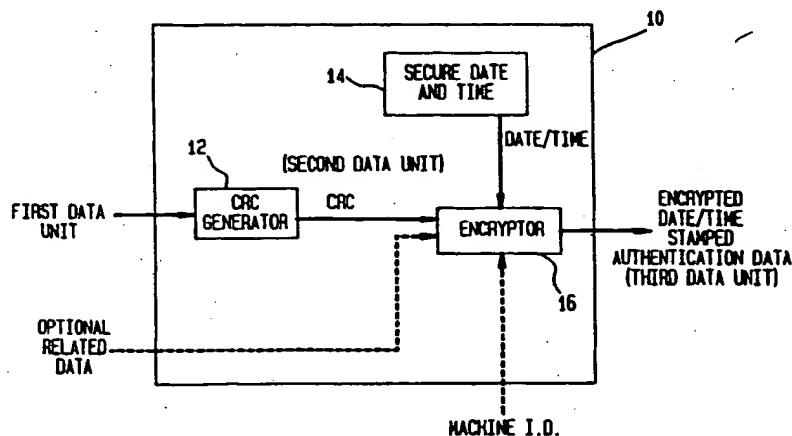 10
14
SECURE DATE
AND TIME
DATE/TIME
12
(SECOND DATA UNIT)
FIRST DATA
UNIT
CRC
GENERATOR
CRC
ENCRYPTOR
16
ENCRYPTED
DATE/TIME
STAMPED
AUTHENTICATION DATA
(THIRD DATA UNIT)
OPTIONAL
RELATED
DATA
MACHINE I.D.